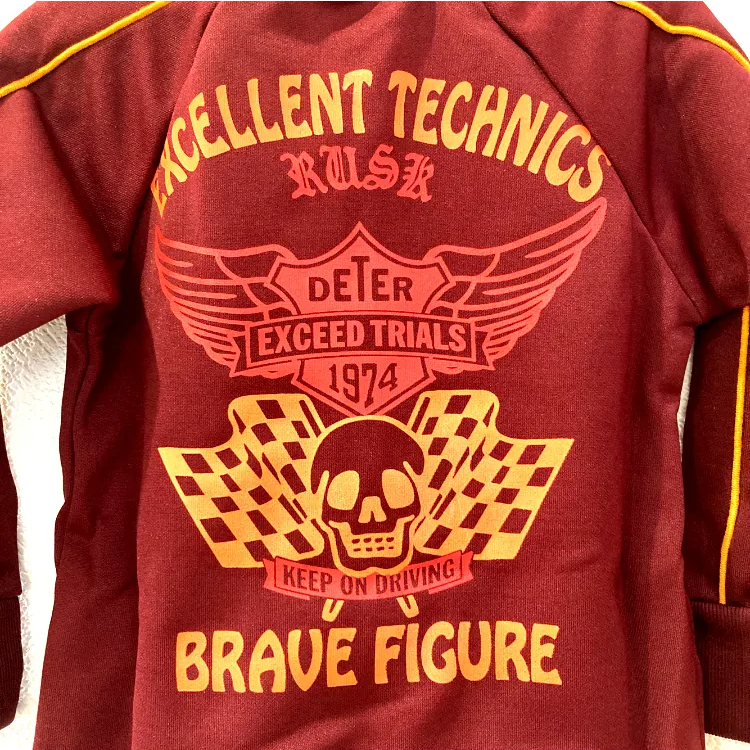 EXCELLENT TECHNICS
RUSK
DETER
EXCEED TRIALS
1974
KEEP ON DRIVING
BRAVE FIGURE